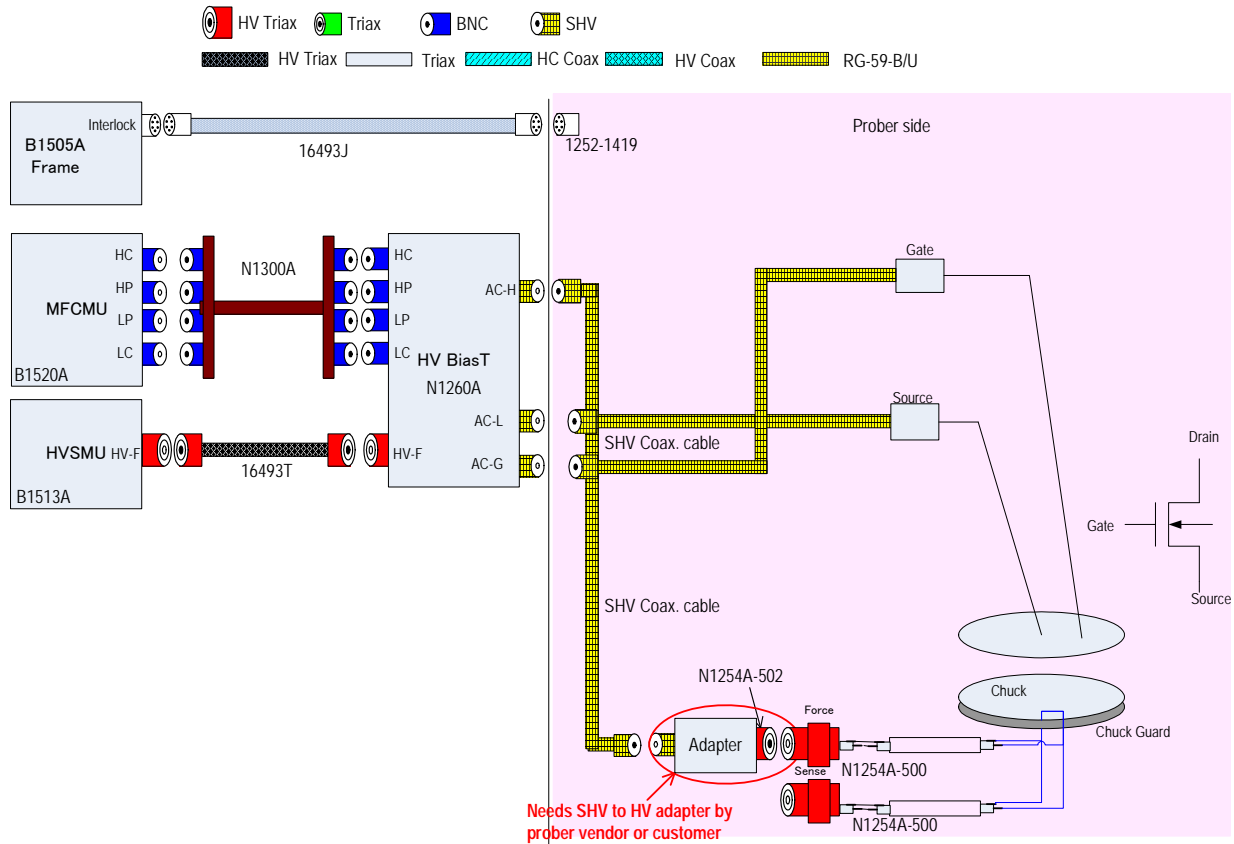 HV Triax
Triax
BNC
SHV
HV Triax
Triax
HC Coax
HV Coax
RG-59-B/U
B1505A
Frame
Interlock
16493J
1252-1419
Prober side
MFCMU
B1520A
HC
HP
LP
LC
N1300A
HC
HP
LP
LC
HV BiasT
N1260A
AC-H
AC-L
AC-G
HV-F
HVSMU
HV-F
B1513A
16493T
Gate
Source
SHV Coax. cable
Drain
Gate
Source
SHV Coax. cable
N1254A-502
Chuck
Chuck Guard
Adapter
Force
N1254A-500
Sense
N1254A-500
Needs SHV to HV adapter by
prober vendor or customer